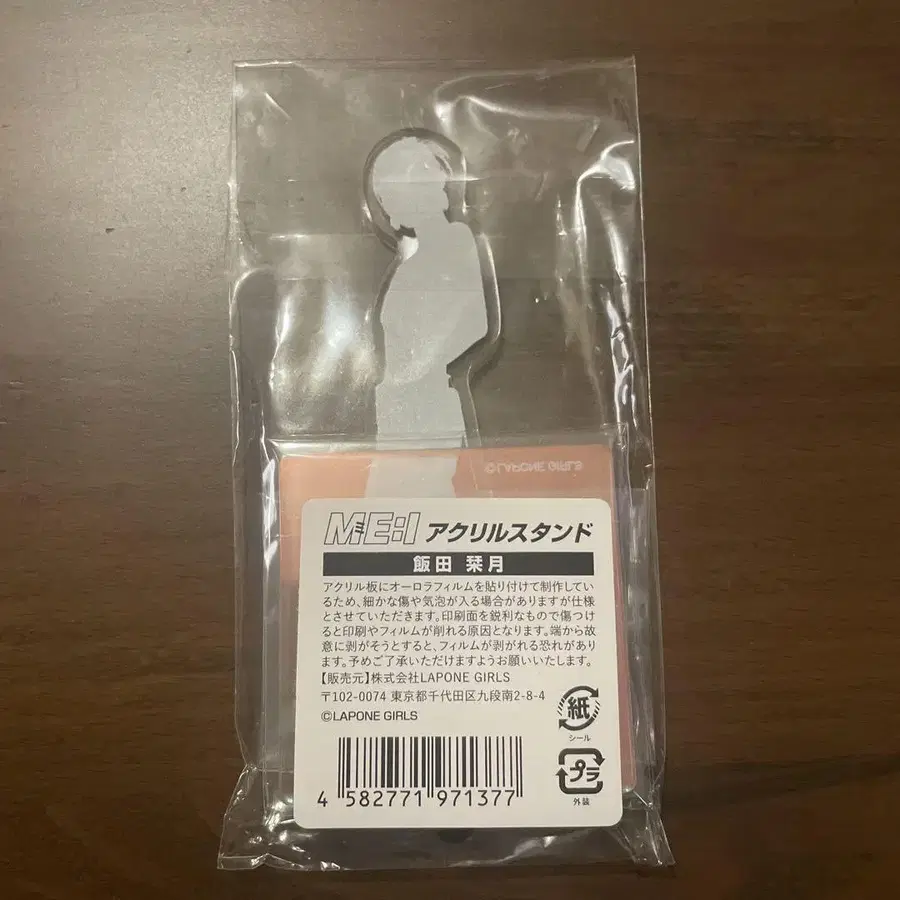 ©LAPONE GIRLS
ME:I アクリルスタンド
ミ
飯田 栞月
アクリル板にオーロラフィルムを貼り付けて制作してい
るため、細かな傷や気泡が入る場合がありますが仕様
とさせていただきます。印刷面を鋭利なもので傷つけ
ると印刷やフィルムが削れる原因となります。端から故
意に剥がそうとすると、フィルムが剥がれる恐れがありま
す。予めご了承いただけますようお願いいたします。
【販売元】株式会社LAPONE GIRLS
〒102-0074 東京都千代田区九段南2-8-4
©LAPONE GIRLS
紙
シール
プラ
外装
4 582771 971377